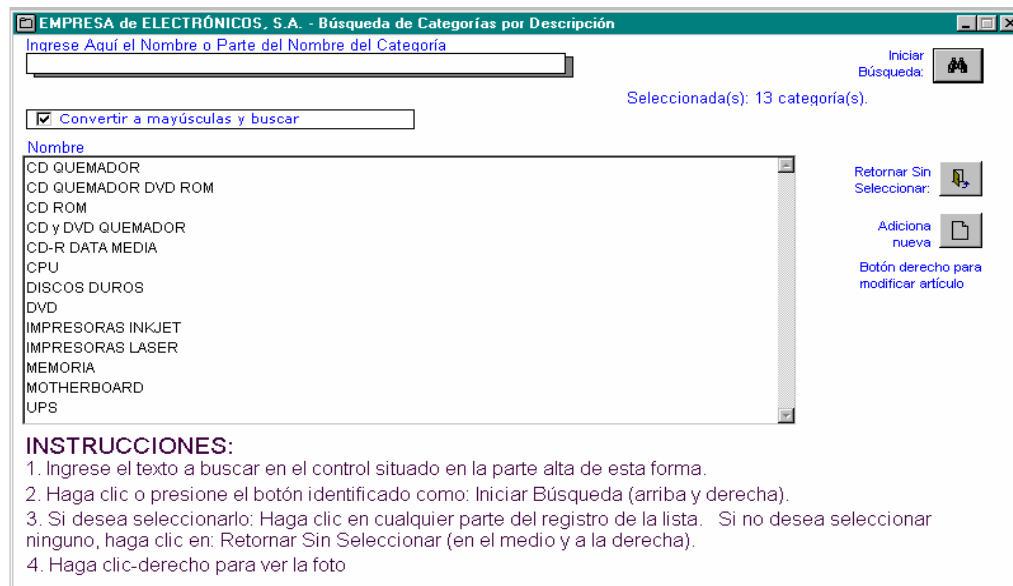 EMPRESA de ELECTRÓNICOS, S.A. - Búsqueda de Categorías por Descripción
Ingrese Aquí el Nombre o Parte del Nombre del Categoría
Iniciar
Búsqueda:
Seleccionada(s): 13 categoría(s).
Convertir a mayúsculas y buscar
Nombre
CD QUEMADOR
CD QUEMADOR DVD ROM
CD ROM
CD y DVD QUEMADOR
CD-R DATA MEDIA
CPU
DISCOS DUROS
DVD
IMPRESORAS INKJET
IMPRESORAS LASER
MEMORIA
MOTHERBOARD
UPS
Retornar Sin
Seleccionar:
Adiciona
nueva
Botón derecho para
modificar artículo
INSTRUCCIONES:
1. Ingrese el texto a buscar en el control situado en la parte alta de esta forma.
2. Haga clic o presione el botón identificado como: Iniciar Búsqueda (arriba y derecha).
3. Si desea seleccionarlo: Haga clic en cualquier parte del registro de la lista. Si no desea seleccionar
ninguno, haga clic en: Retornar Sin Seleccionar (en el medio y a la derecha).
4. Haga clic-derecho para ver la foto